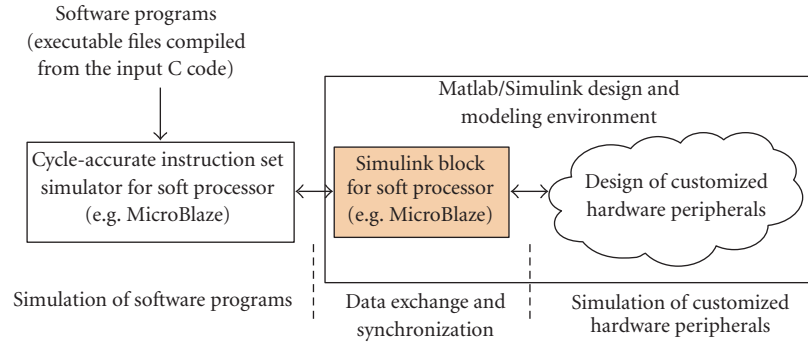 Software programs
(executable files compiled
from the input C code)
Matlab/Simulink design and
modeling environment
Cycle-accurate instruction set
simulator for soft processor
(e.g. MicroBlaze)
Simulink block
for soft processor
(e.g. MicroBlaze)
Design of customized
hardware peripherals
Simulation of software programs
Data exchange and
synchronization
Simulation of customized
hardware peripherals